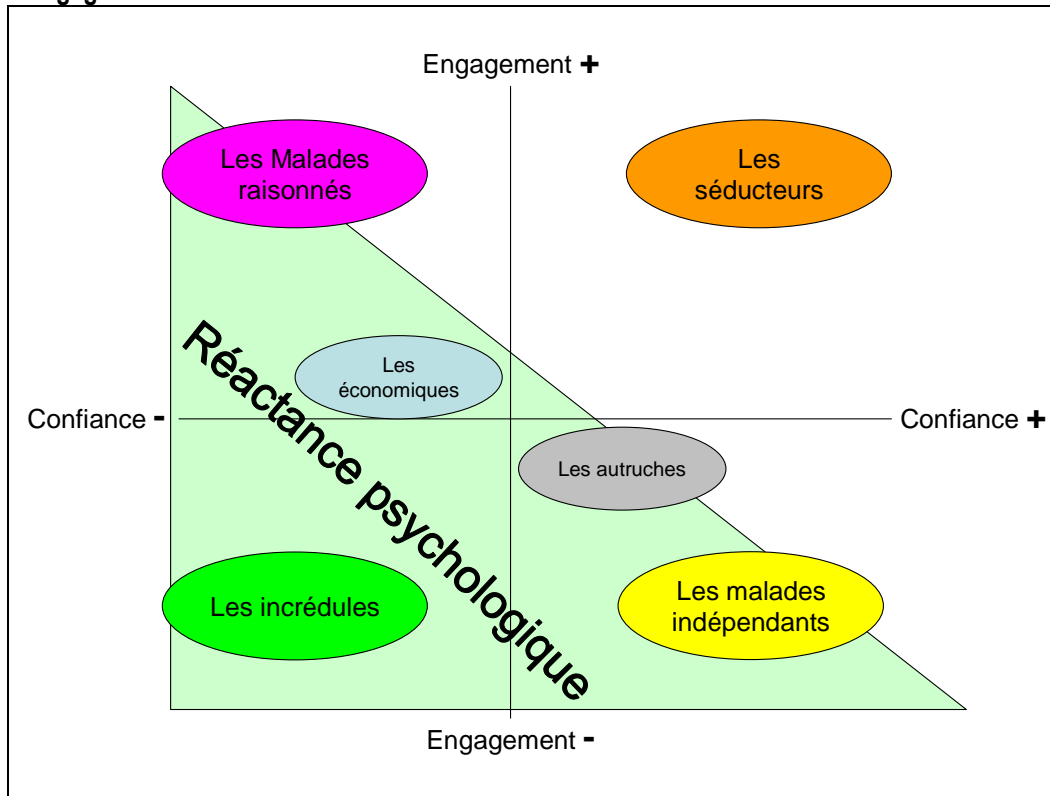 Engagement +
Les Malades
raisonnés
Les
séducteurs
Réactance psychologique
Les
économiques
Confiance -
Confiance +
Les autruches
Les incrédules
Les malades
indépendants
Engagement -